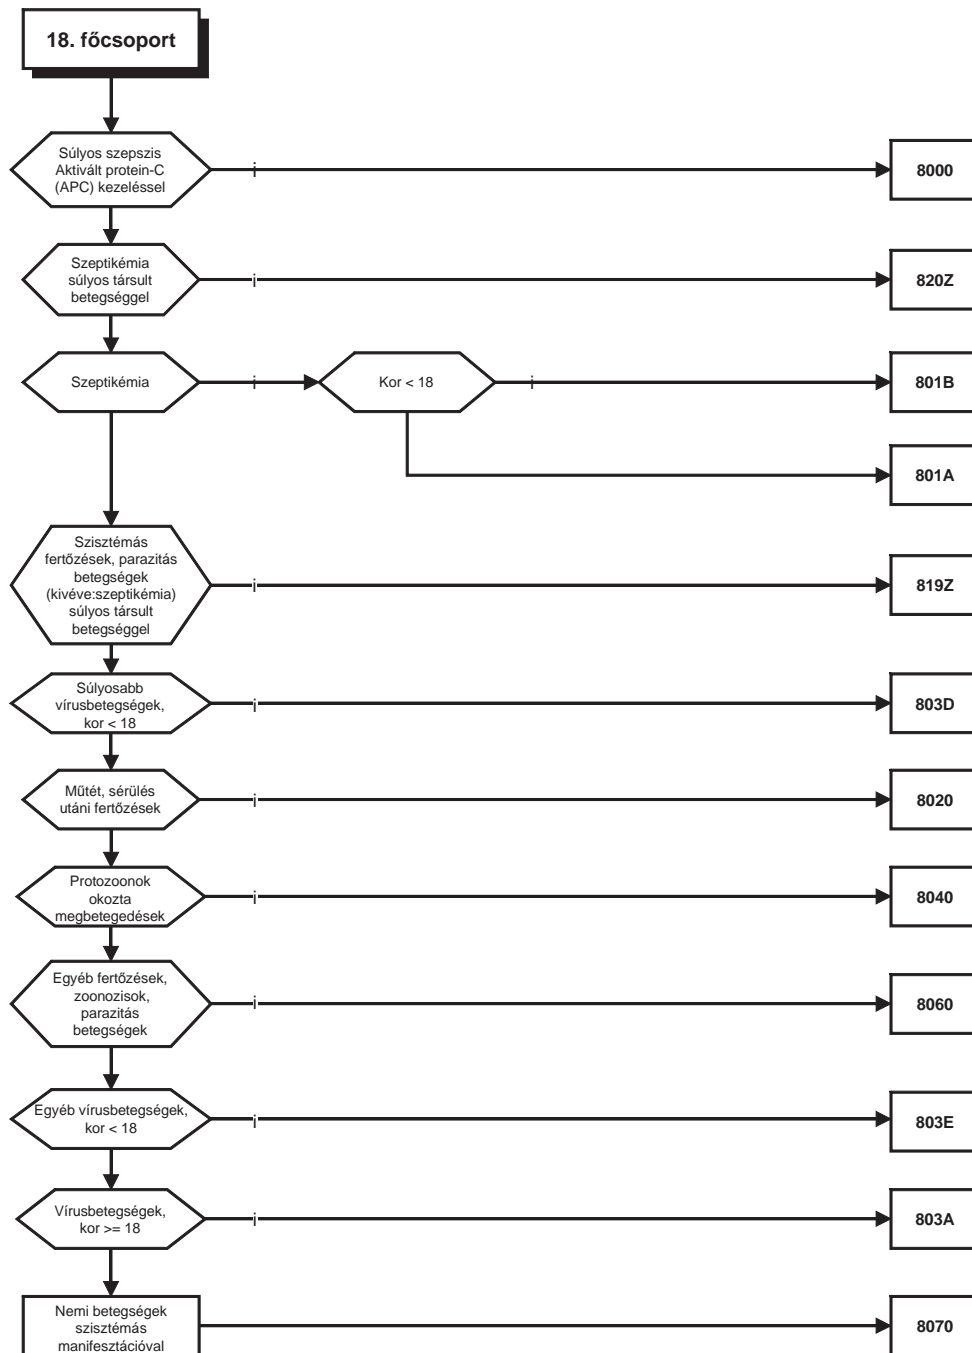 18. főcsoport
Súlyos szepszis
Aktivált protein-C
(APC) kezeléssel
i
8000
Szeptikémia
súlyos társult
betegséggel
i
820Z
Szeptikémia
i
Kor < 18
i
801B
801A
Szisztémás
fertőzések, parazitás
betegségek
(kivéve:szeptikémia)
súlyos társult
betegséggel
i
819Z
Súlyosabb
vírusbetegségek,
kor < 18
i
803D
Műtét, sérülés
utáni fertőzések
i
8020
Protozoonok
okozta
megbetegedések
i
8040
Egyéb fertőzések,
zoonozisok,
parazitás
betegségek
i
8060
Egyéb vírusbetegségek,
kor < 18
i
803E
Vírusbetegségek,
kor >= 18
i
803A
Nemi betegségek
szisztémás
manifesztációval
8070